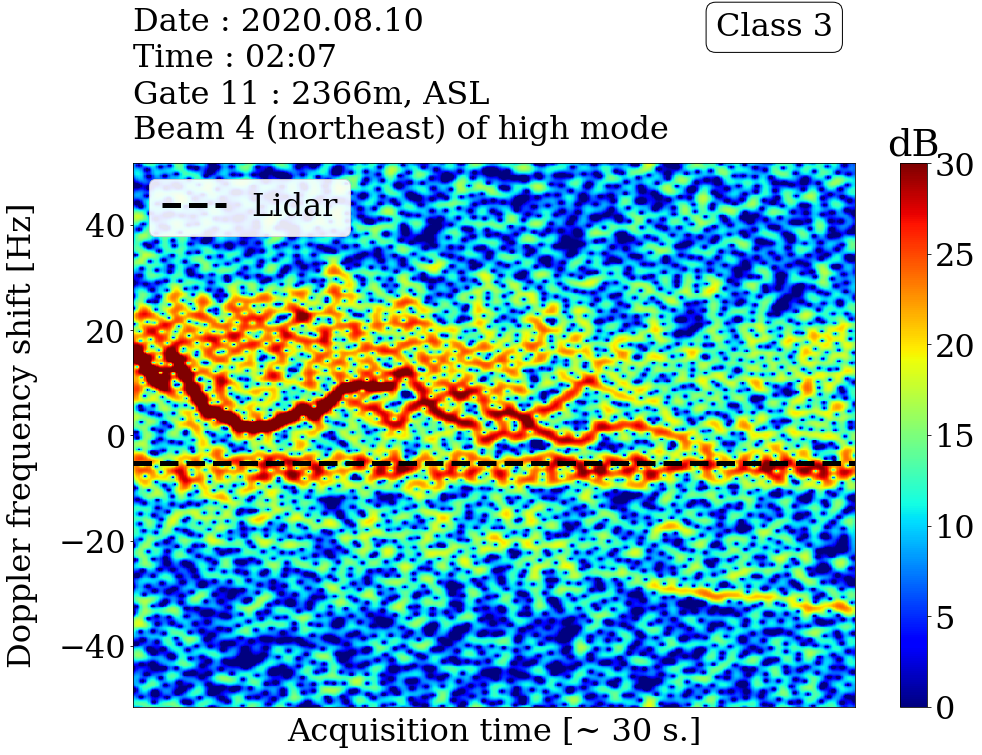 Date : 2020.08.10
Time : 02:07
Gate 11 : 2366m, ASL
Beam 4 (northeast) of high mode
Class 3
dB
Lidar
Doppler frequency shift [Hz]
40
20
0
−20
−40
30
25
20
15
10
5
0
Acquisition time [~ 30 s.]